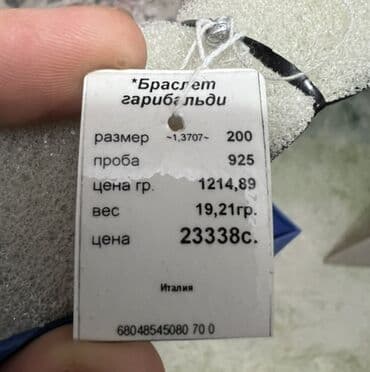 *Браслет
гарибальди
размер ~1,3707~ 200
проба 925
цена гр. 1214,89
вес 19,21гр.
цена 23338с.
Италия
68048545080 70 0